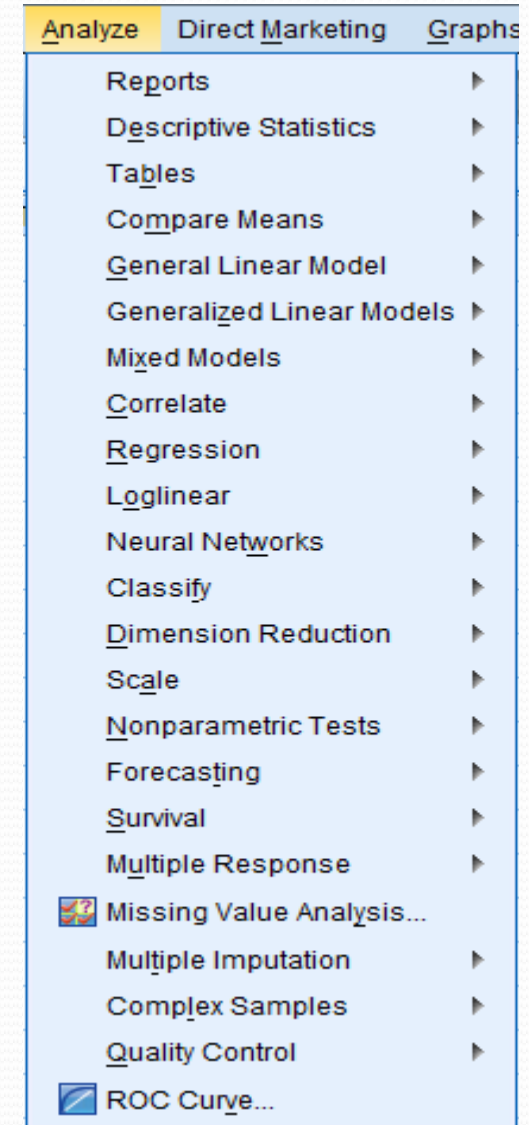 Analyze Direct Marketing Graphs
Reports
Descriptive Statistics
Tables
Compare Means
General Linear Model
Generalized Linear Models
Mixed Models
Correlate
Regression
Loglinear
Neural Networks
Classify
Dimension Reduction
Scale
Nonparametric Tests
Forecasting
Survival
Multiple Response
Missing Value Analysis...
Multiple Imputation
Complex Samples
Quality Control
ROC Curve...